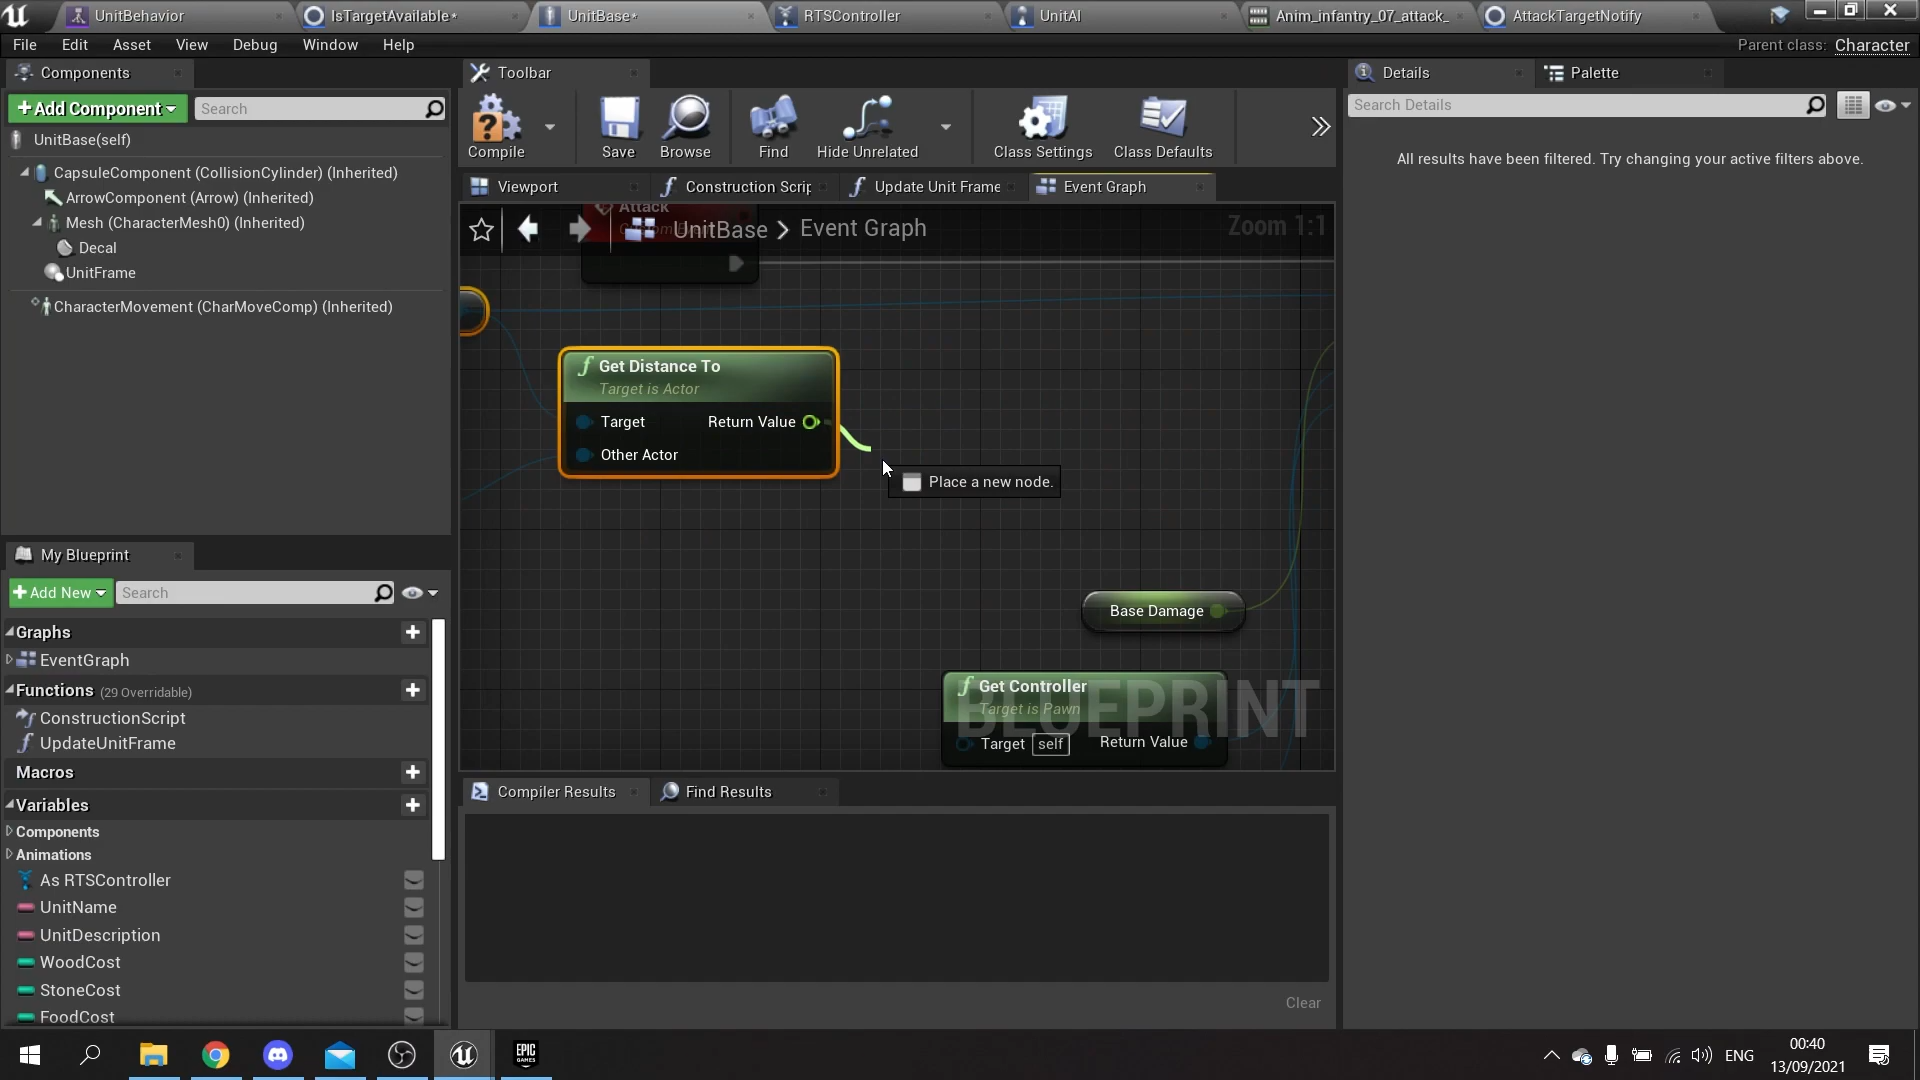 UnitBehavior
IsTargetAvailable*
UnitBase*
RTSController
UnitAI
Anim_infantry_07_attack_
AttackTargetNotify
File
Edit
Asset
View
Debug
Window
Help
Parent class: Character
Components
Toolbar
Details
Palette
Add Component
Search
Search Details
UnitBase(self)
CapsuleComponent (CollisionCylinder) (Inherited)
ArrowComponent (Arrow) (Inherited)
Mesh (CharacterMesh0) (Inherited)
Decal
UnitFrame
CharacterMovement (CharMoveComp) (Inherited)
Compile
Save
Browse
Find
Hide Unrelated
Class Settings
Class Defaults
All results have been filtered. Try changing your active filters above.
Viewport
Construction Scrip
Update Unit Frame
Event Graph
Attack
UnitBase > Event Graph
Zoom 1:1
Get Distance To
Target is Actor
Target
Return Value
Other Actor
Place a new node.
Base Damage
Get Controller
Target is Pawn
Target self
Return Value
BLUEPRINT
My Blueprint
Add New
Search
Graphs
EventGraph
Functions (29 Overridable)
ConstructionScript
UpdateUnitFrame
Macros
Variables
Components
Animations
As RTSController
UnitName
UnitDescription
WoodCost
StoneCost
FoodCost
Compiler Results
Find Results
Clear
EPIC
GAMES
ENG
00:40
13/09/2021